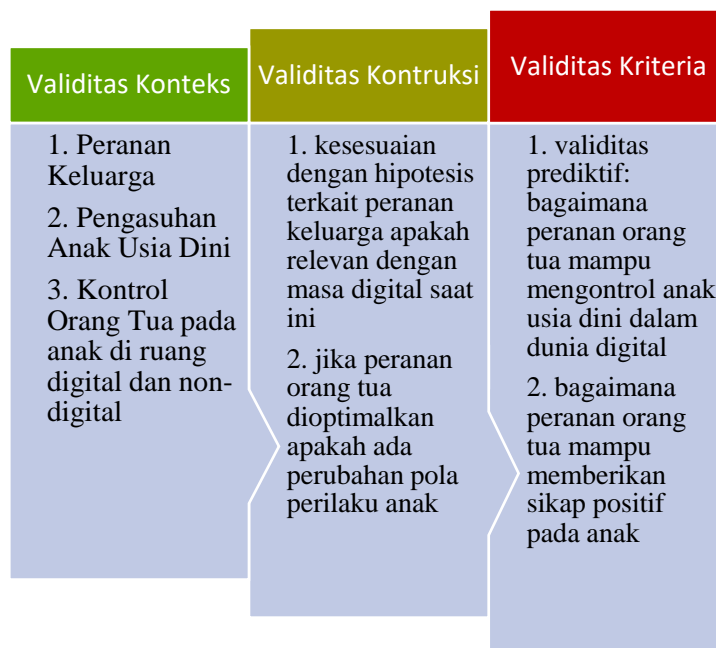 Validitas Konteks
1. Peranan
Keluarga
2. Pengasuhan
Anak Usia Dini
3. Kontrol
Orang Tua pada
anak di ruang
digital dan non-
digital
Validitas Kontruksi
1. kesesuaian
dengan hipotesis
terkait peranan
keluarga apakah
relevan dengan
masa digital saat
ini
2. jika peranan
orang tua
dioptimalkan
apakah ada
perubahan pola
perilaku anak
Validitas Kriteria
1. validitas
prediktif:
bagaimana
peranan orang
tua mampu
mengontrol anak
usia dini dalam
dunia digital
2. bagaimana
peranan orang
tua mampu
memberikan
sikap positif
pada anak